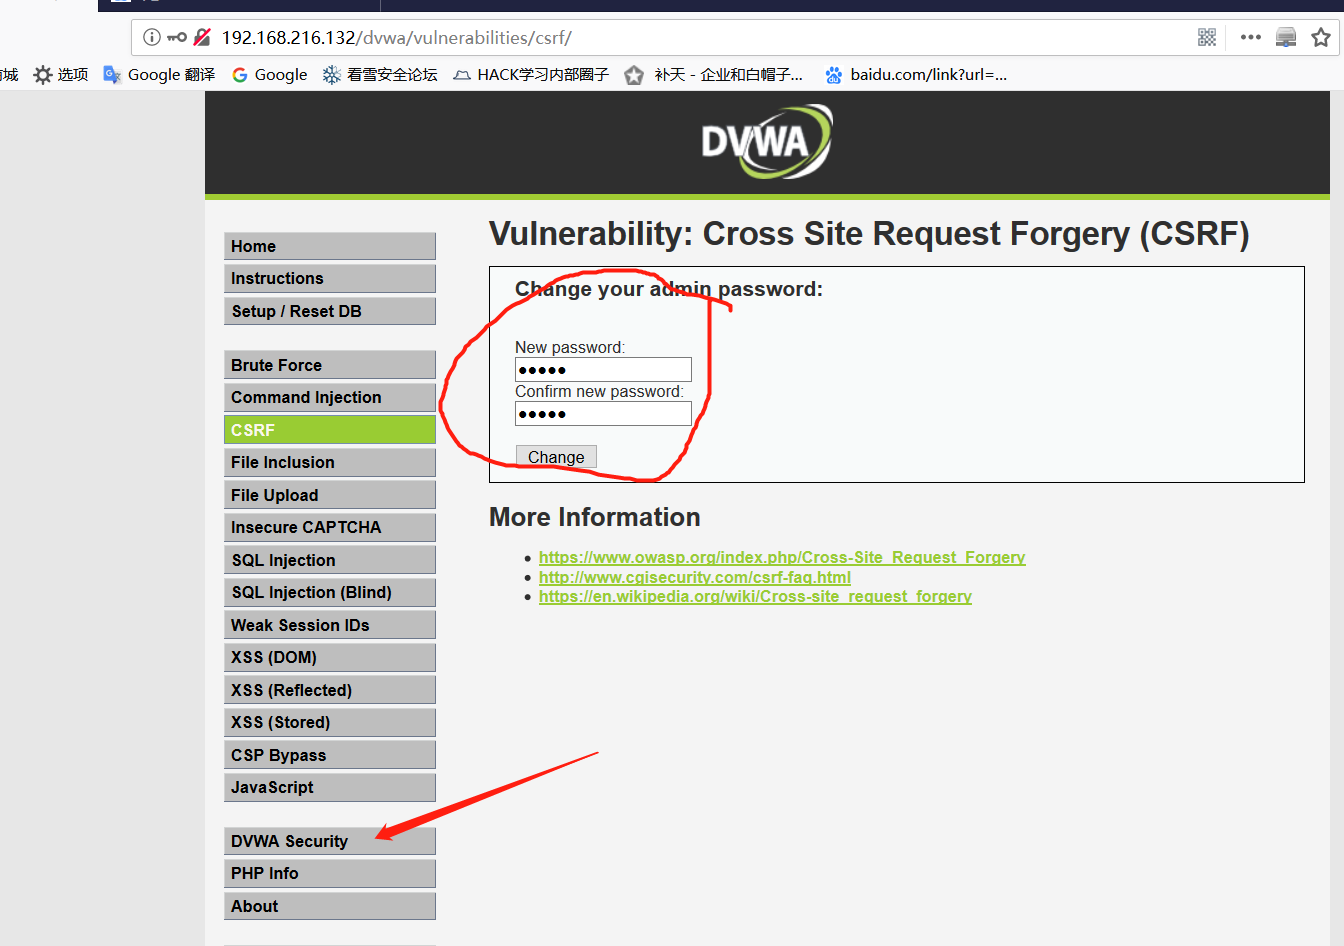 192.168.216.132/dvwa/vulnerabilities/csrf/
城 选项 Google 翻译 Google 看雪安全论坛 HACK学习内部圈子 补天 - 企业和白帽子... baidu.com/link?url=...
DVWA
Vulnerability: Cross Site Request Forgery (CSRF)
Home
Instructions
Setup / Reset DB
Brute Force
Command Injection
CSRF
File Inclusion
File Upload
Insecure CAPTCHA
SQL Injection
SQL Injection (Blind)
Weak Session IDs
XSS (DOM)
XSS (Reflected)
XSS (Stored)
CSP Bypass
JavaScript
DVWA Security
PHP Info
About
Change your admin password:
New password:
●●●●●
Confirm new password:
●●●●●
Change
More Information
https://www.owasp.org/index.php/Cross-Site_Request_Forgery
http://www.cgisecurity.com/csrf-faq.html
https://en.wikipedia.org/wiki/Cross-site_request_forgery